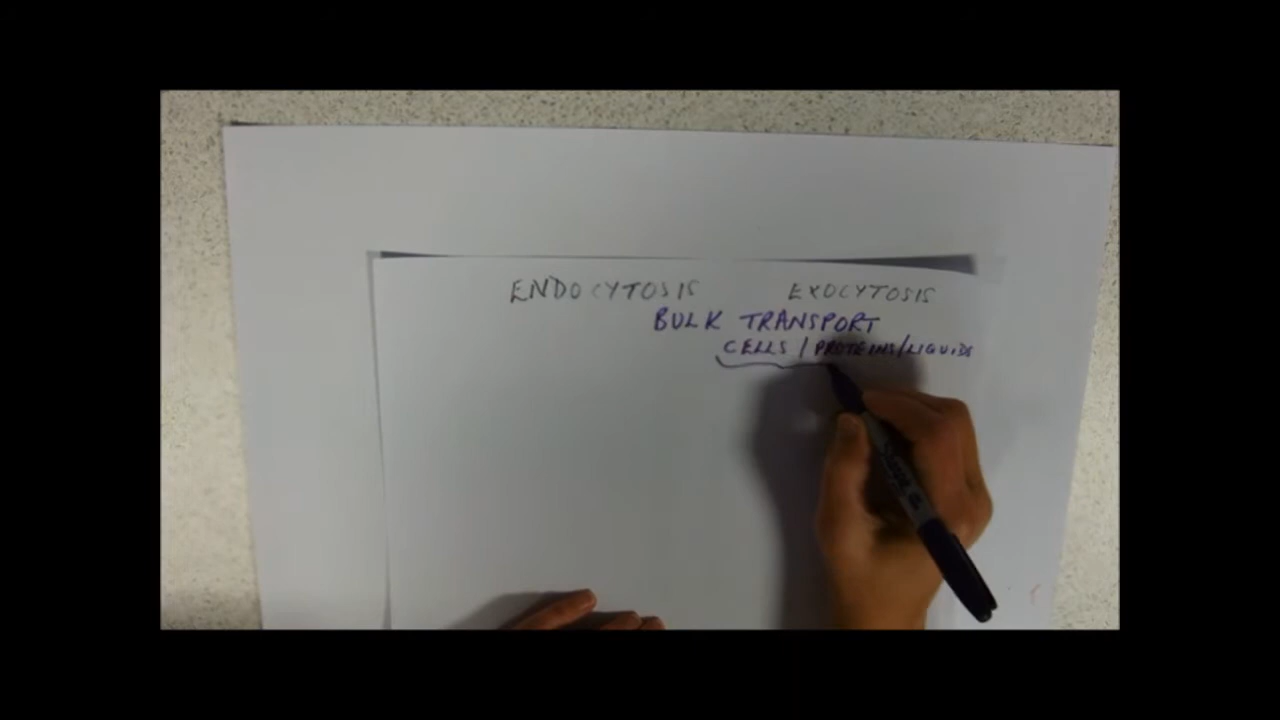 ENDOCYTOSIS EXOCYTOSIS
BULK TRANSPORT
CELLS / PROTEINS/LIQUIDS